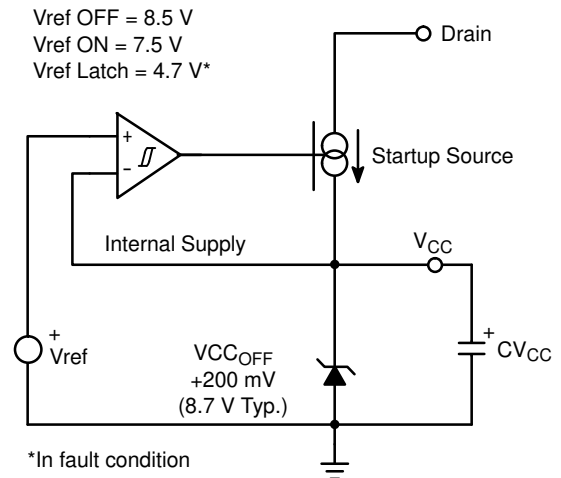 Vref OFF = 8.5 V
Vref ON = 7.5 V
Vref Latch = 4.7 V*
Drain
+
-
Startup Source
Internal Supply
VCC
+
Vref
VCCOFF
+200 mV
(8.7 V Typ.)
+
CVCC
*In fault condition